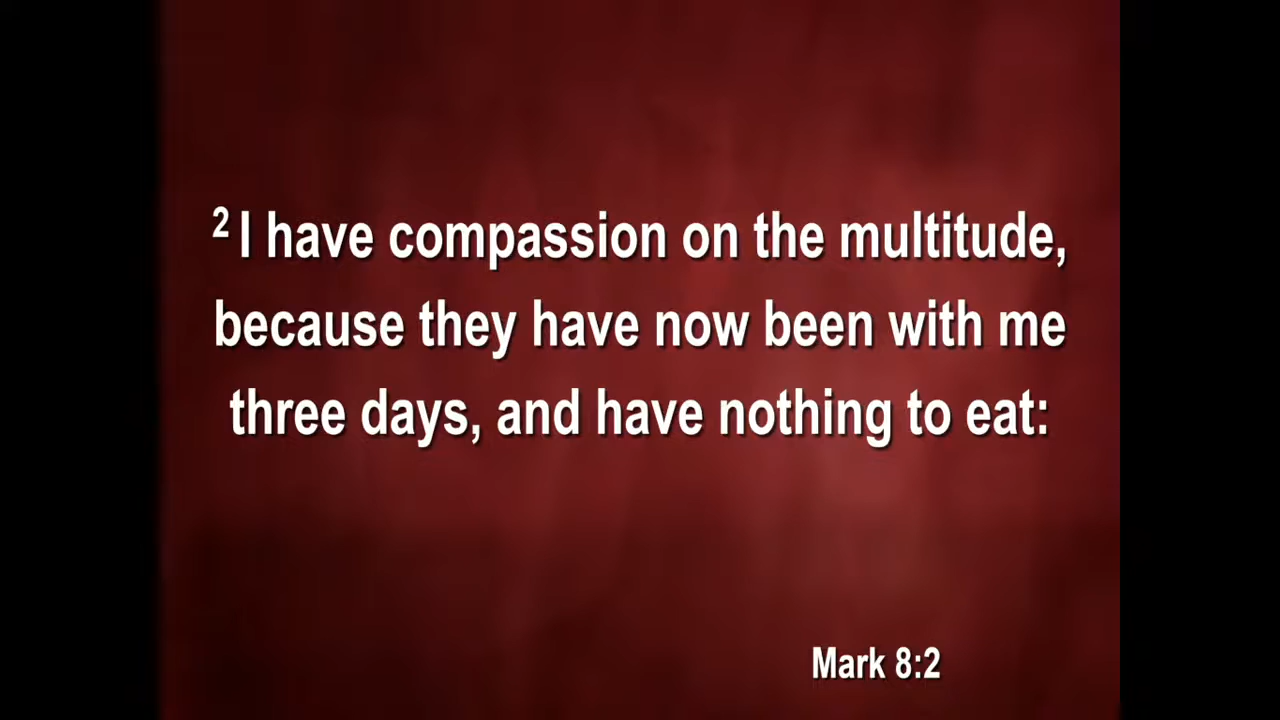 2 I have compassion on the multitude,
because they have now been with me
three days, and have nothing to eat:
Mark 8:2